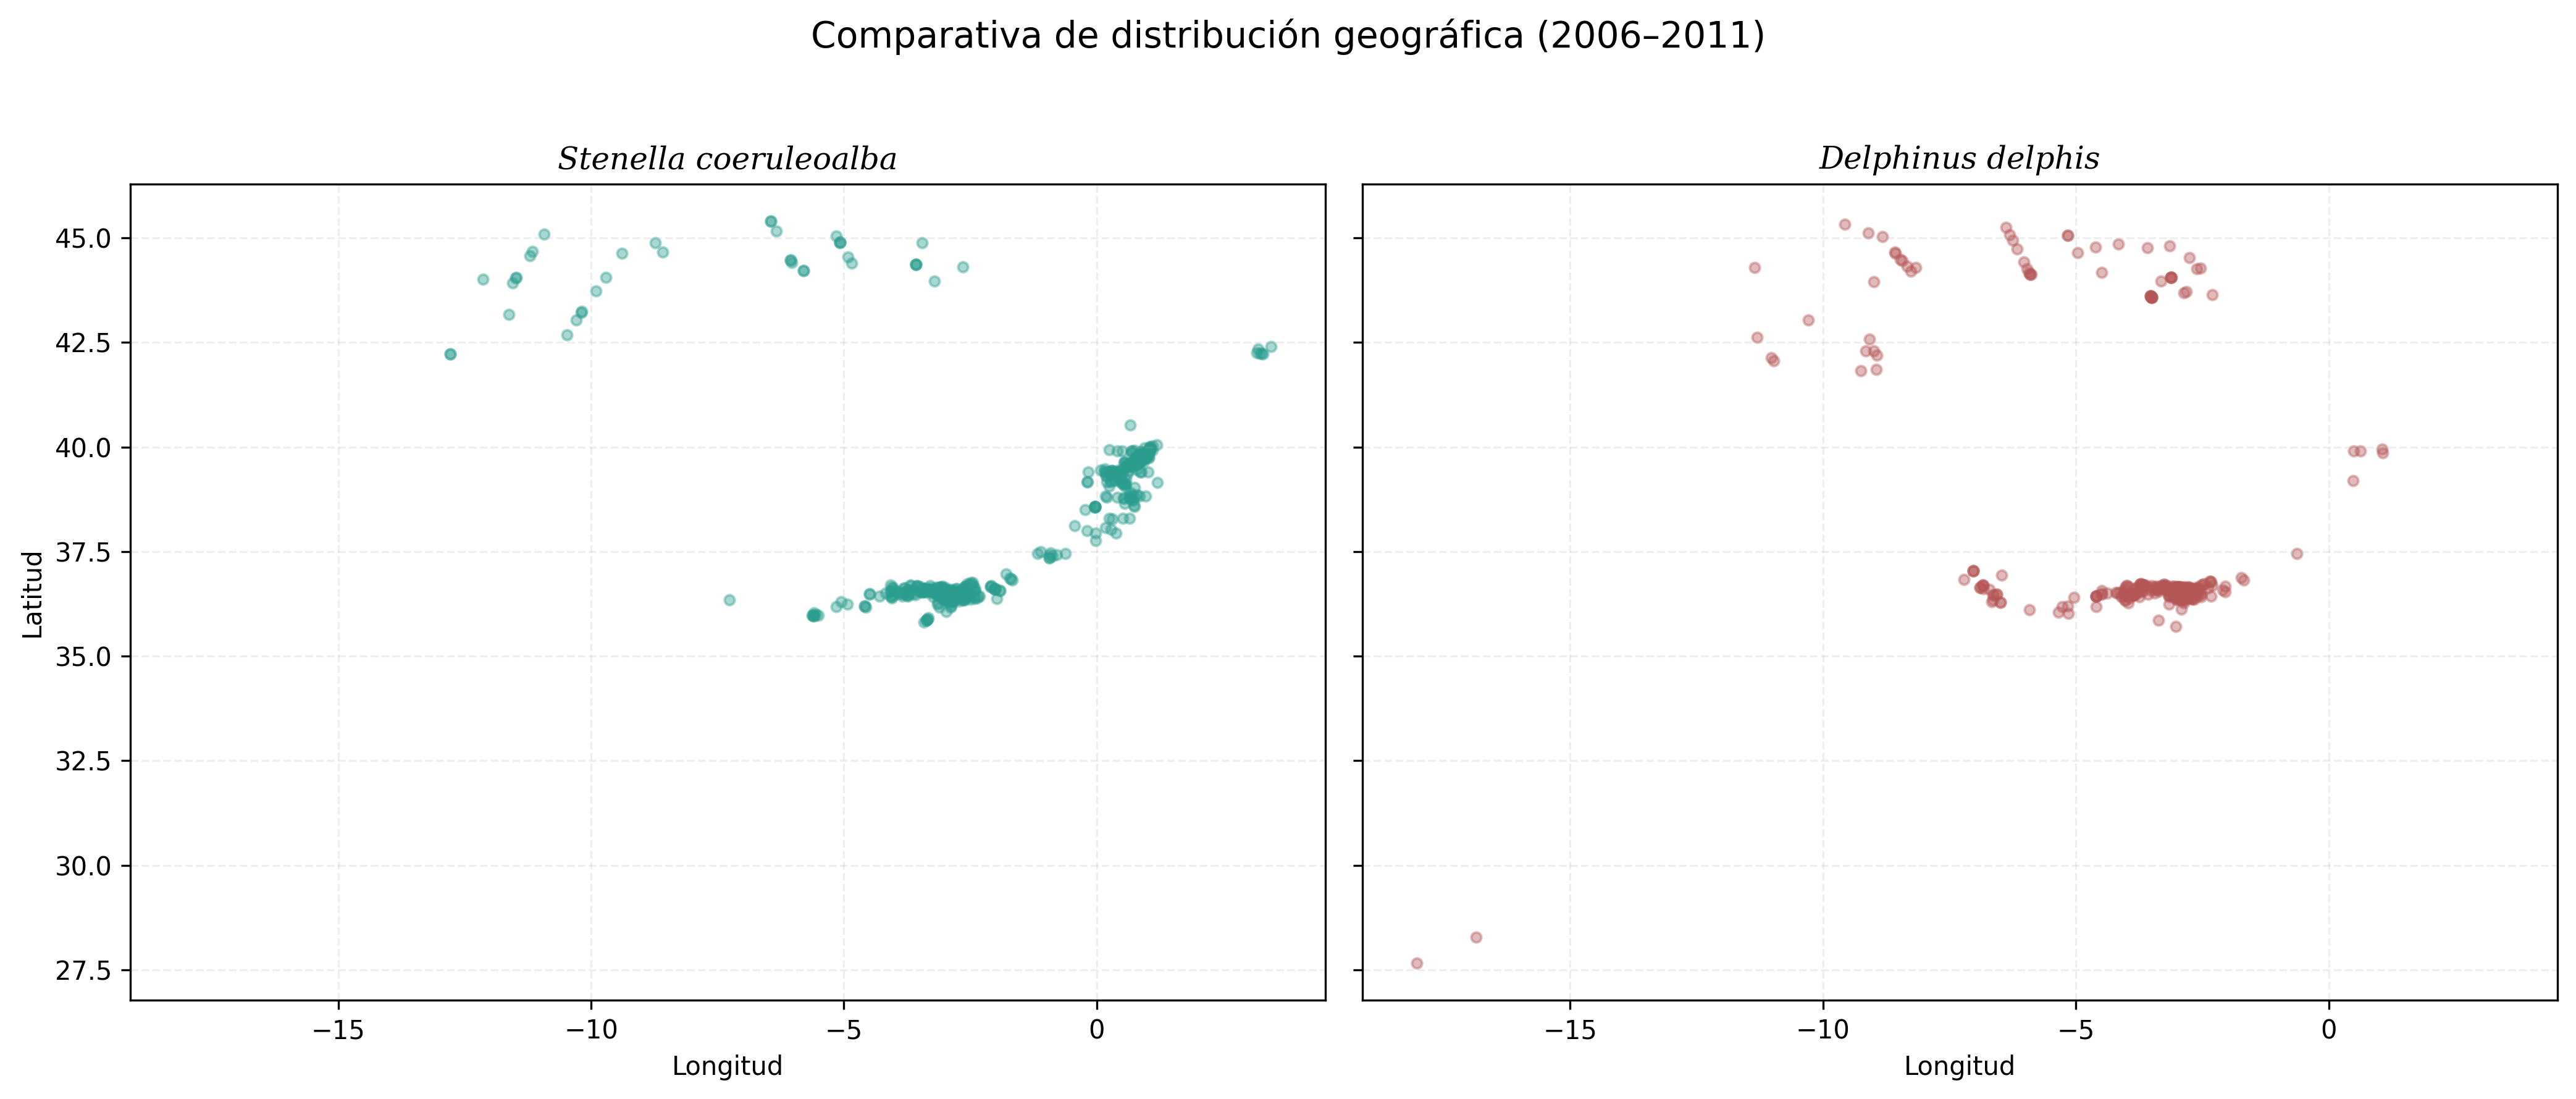 Comparativa de distribución geográfica (2006–2011)
Stenella coeruleoalba
Delphinus delphis
45.0
42.5
40.0
37.5
35.0
32.5
30.0
27.5
Latitud
−15
−10
−5
0
−15
−10
−5
0
Longitud
Longitud